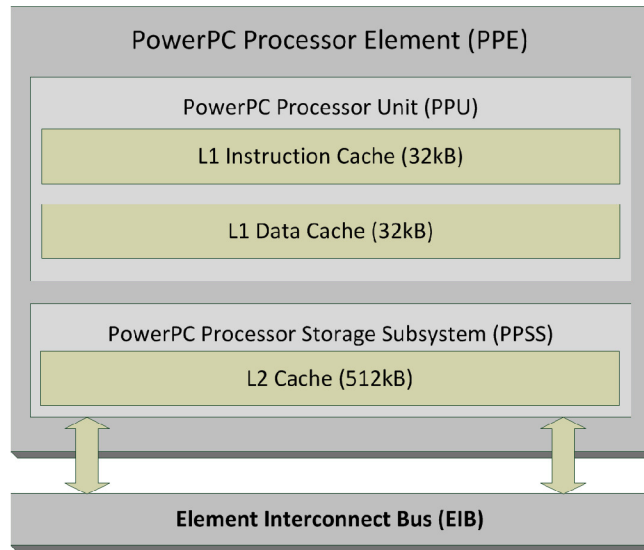 PowerPC Processor Element (PPE)
PowerPC Processor Unit (PPU)
L1 Instruction Cache (32kB)
L1 Data Cache (32kB)
PowerPC Processor Storage Subsystem (PPSS)
L2 Cache (512kB)
Element Interconnect Bus (EIB)